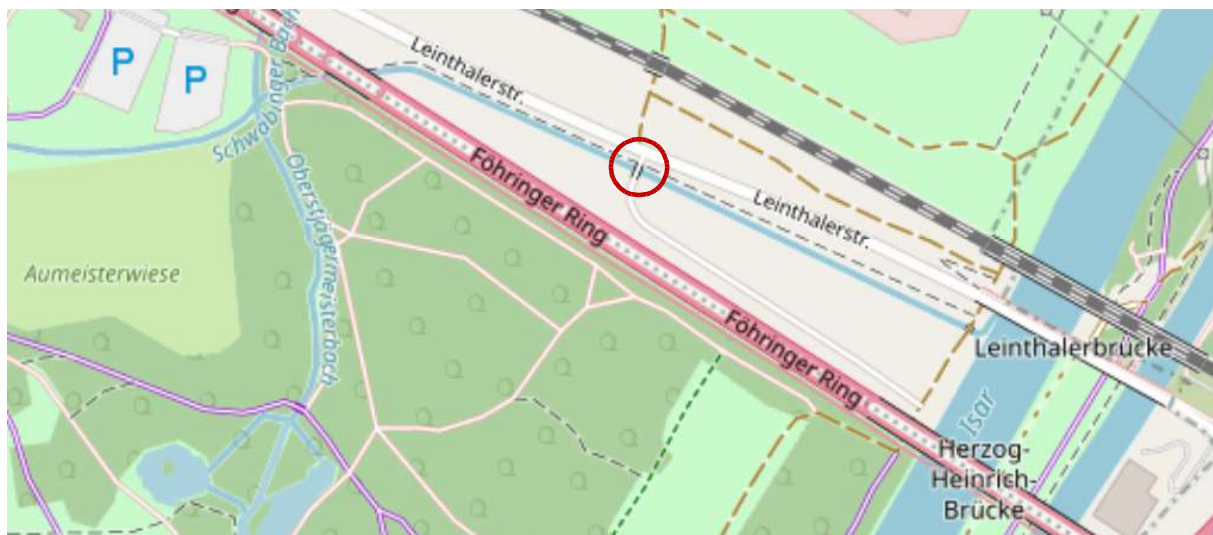 Leinthalerstr.
P
P
Schwabinger Bach
Oberstjägermeisterbach
Föhringer Ring
Leinthalerstr.
Aumeisterwiese
Föhringer Ring
Leinthalerbrücke
Isar
Herzog-
Heinrich-
Brücke